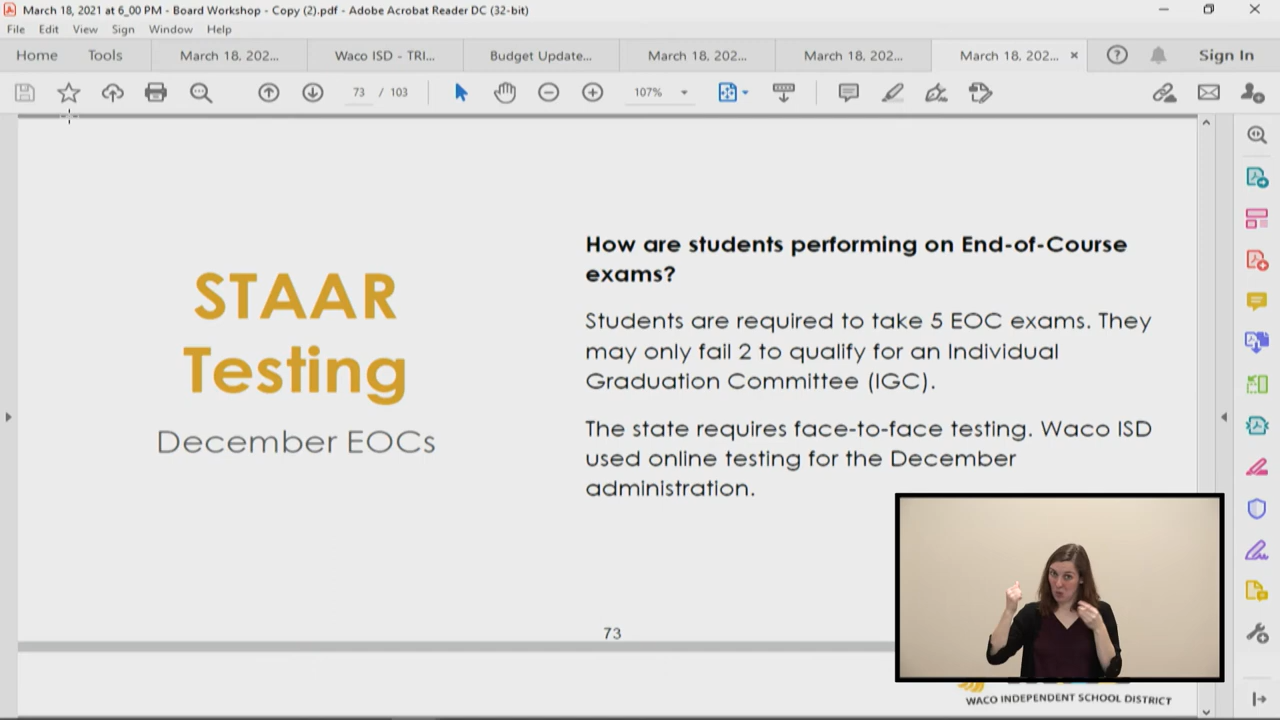 March 18, 2021 at 6_00 PM - Board Workshop - Copy (2).pdf - Adobe Acrobat Reader DC (32-bit)
File Edit View Sign Window Help
Home Tools March 18, 202... Waco ISD - TRI... Budget Update... March 18, 202... March 18, 202... March 18, 202... Sign In
73 / 103 107%
STAAR
Testing
December EOCs
How are students performing on End-of-Course
exams?
Students are required to take 5 EOC exams. They
may only fail 2 to qualify for an Individual
Graduation Committee (IGC).
The state requires face-to-face testing. Waco ISD
used online testing for the December
administration.
73
WACO INDEPENDENT SCHOOL DISTRICT